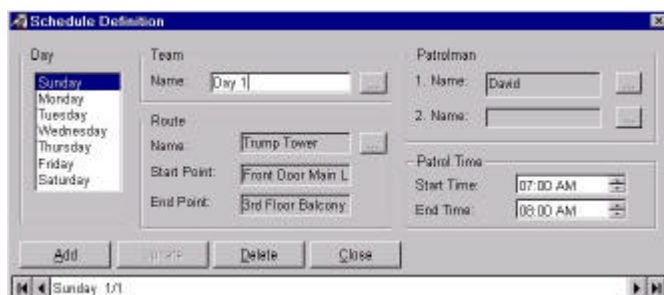 Schedule Definition
Day
Sunday
Monday
Tuesday
Wednesday
Thursday
Friday
Saturday
Team
Name: Day 1 ...
Route
Name: Trump Tower ...
Start Point: Front Door Main L
End Point: 3rd Floor Balcony
Patrolman
1. Name: David ...
2. Name: ...
Patrol Time
Start Time: 07:00 AM
End Time: 08:00 AM
Add Delete Close
Sunday 1/1